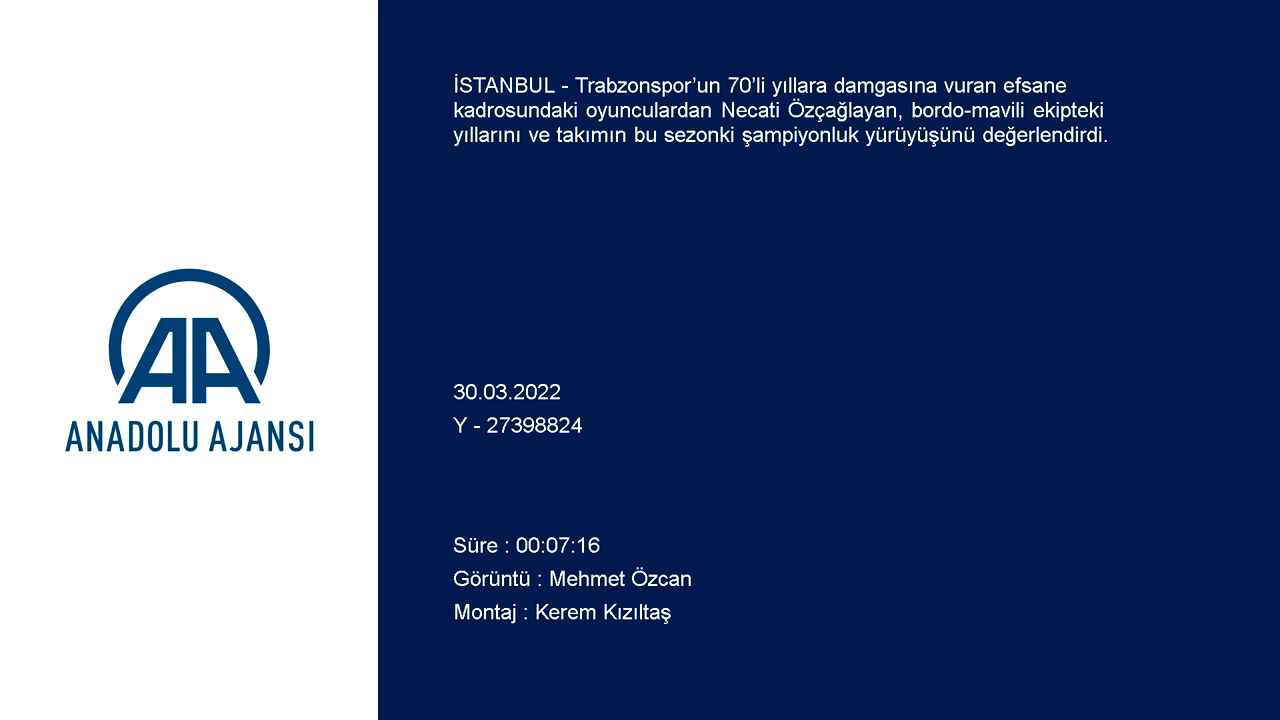 İSTANBUL - Trabzonspor’un 70’li yıllara damgasına vuran efsane
kadrosundaki oyunculardan Necati Özçağlayan, bordo-mavili ekipteki
yıllarını ve takımın bu sezonki şampiyonluk yürüyüşünü değerlendirdi.
AA
ANADOLU AJANSI
30.03.2022
Y - 27398824
Süre : 00:07:16
Görüntü : Mehmet Özcan
Montaj : Kerem Kızıltaş